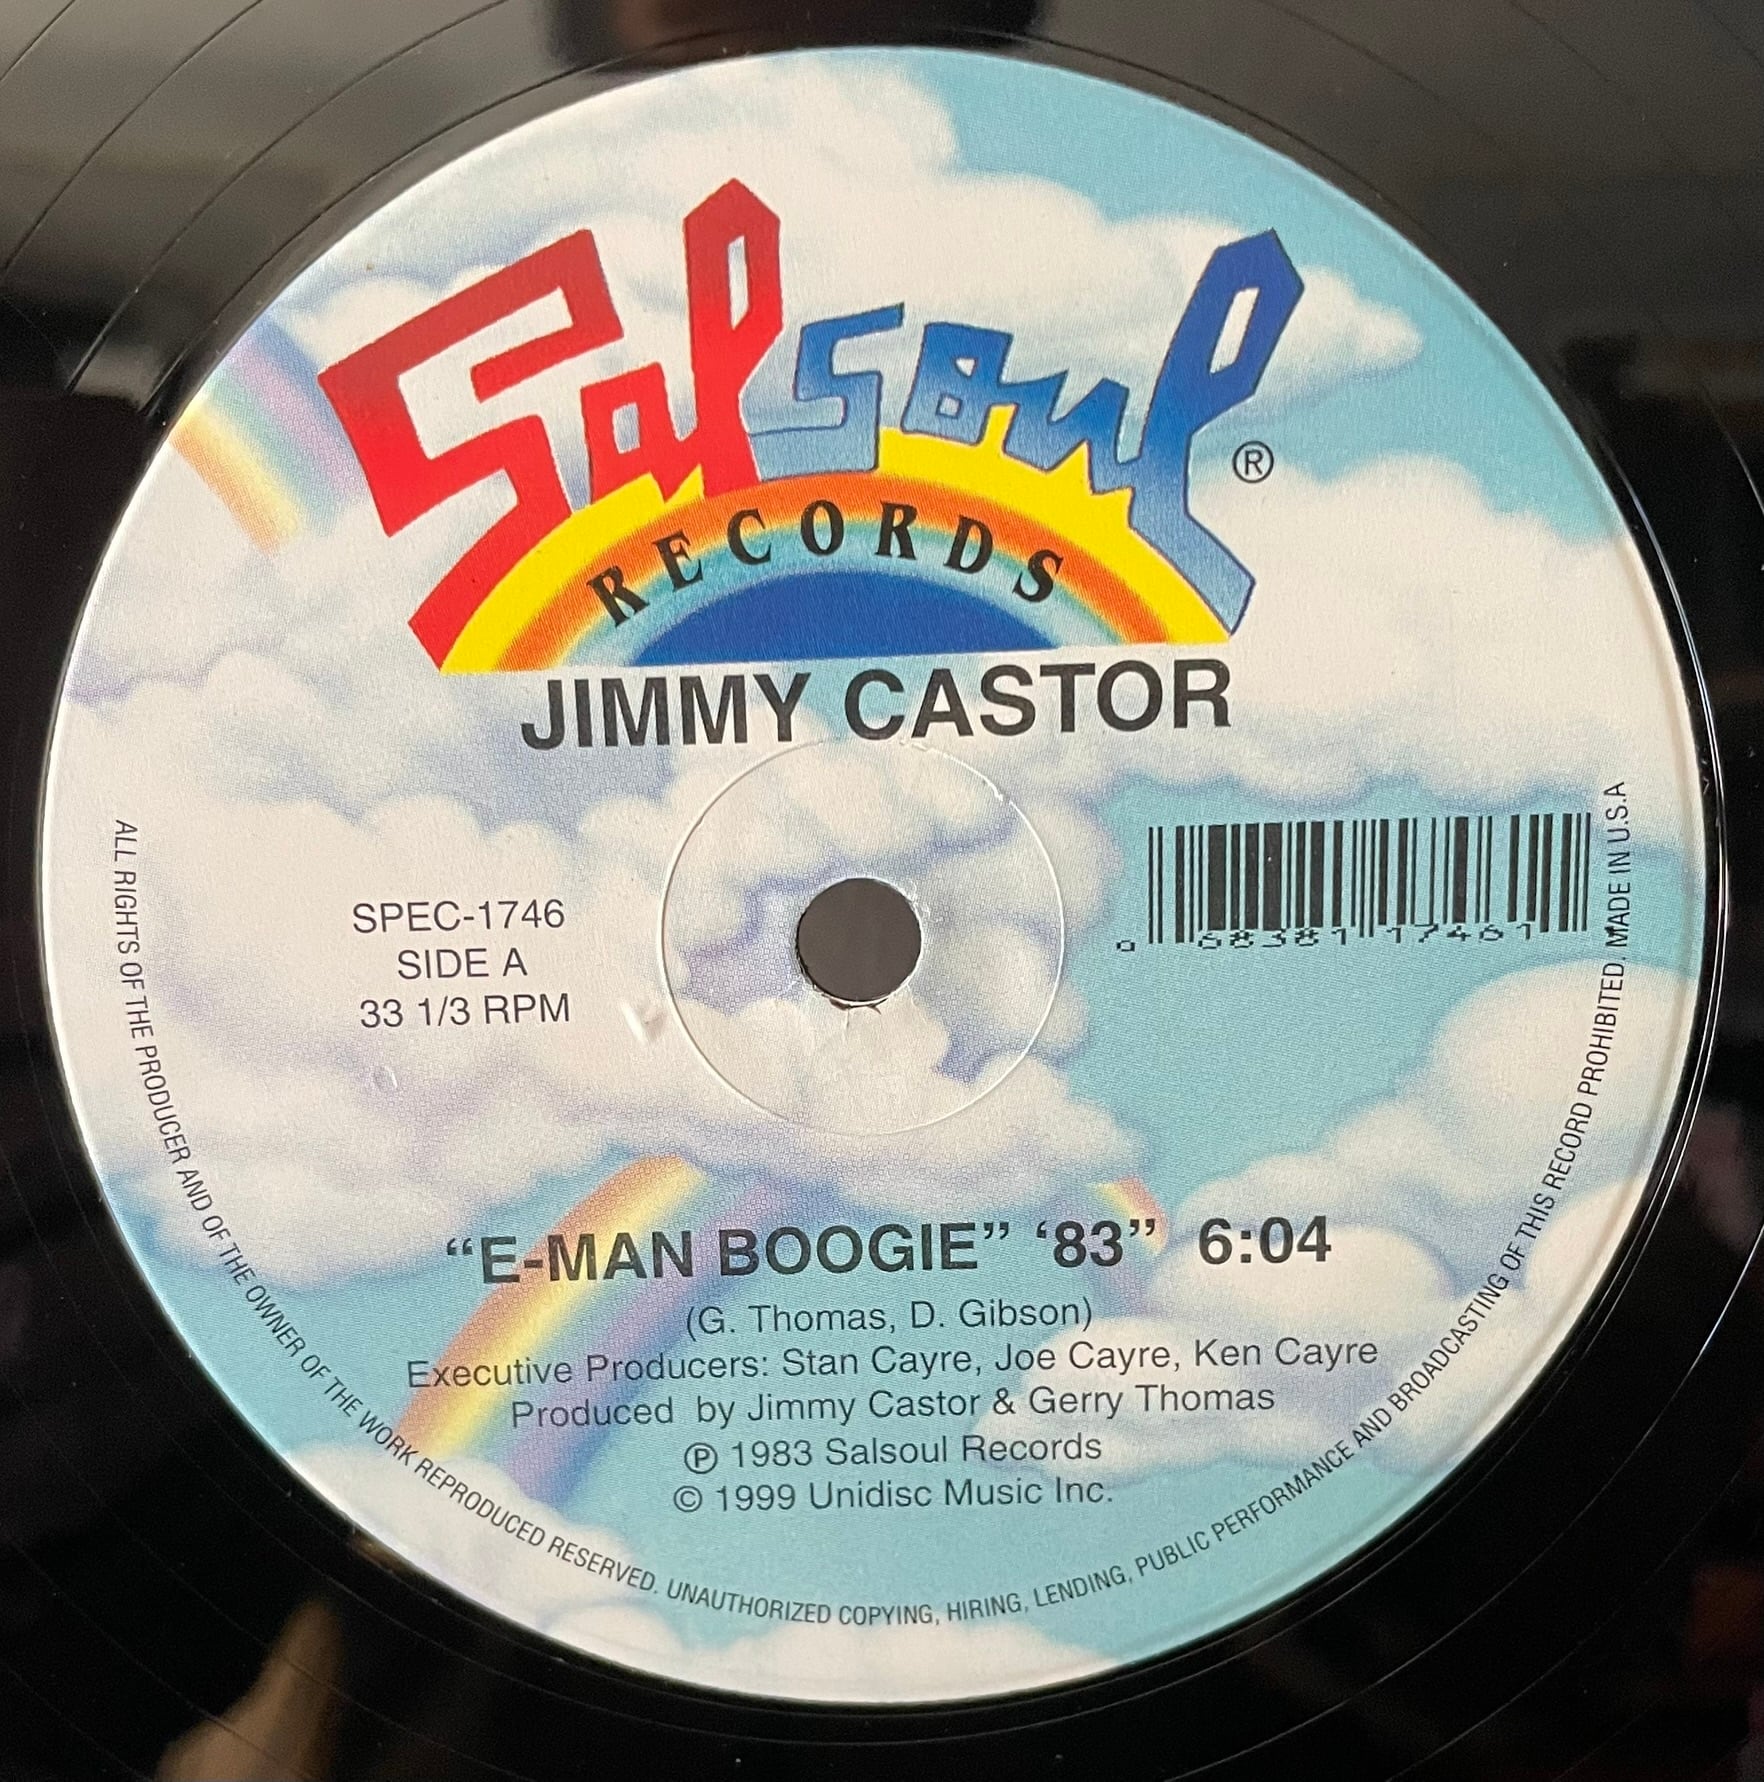 Salsoul
RECORDS
®
JIMMY CASTOR
SPEC-1746
SIDE A
33 1/3 RPM
0 68381 17461
“E-MAN BOOGIE” ‘83” 6:04
(G. Thomas, D. Gibson)
Executive Producers: Stan Cayre, Joe Cayre, Ken Cayre
Produced by Jimmy Castor & Gerry Thomas
℗ 1983 Salsoul Records
© 1999 Unidisc Music Inc.
ALL RIGHTS OF THE PRODUCER AND OF THE OWNER OF THE WORK REPRODUCED RESERVED. UNAUTHORIZED COPYING, HIRING, LENDING, PUBLIC PERFORMANCE AND BROADCASTING OF THIS RECORD PROHIBITED. MADE IN U.S.A